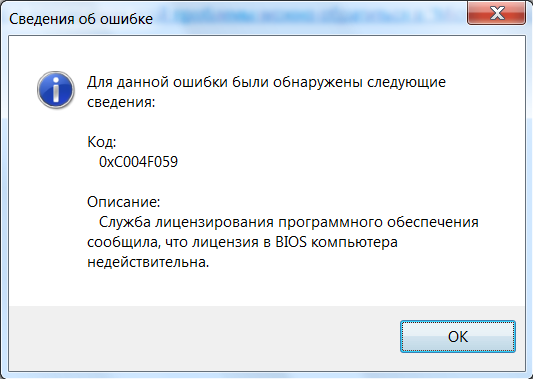 Сведения об ошибке
Для данной ошибки были обнаружены следующие
сведения:
Код:
0xC004F059
Описание:
Служба лицензирования программного обеспечения
сообщила, что лицензия в BIOS компьютера
недействительна.
OK